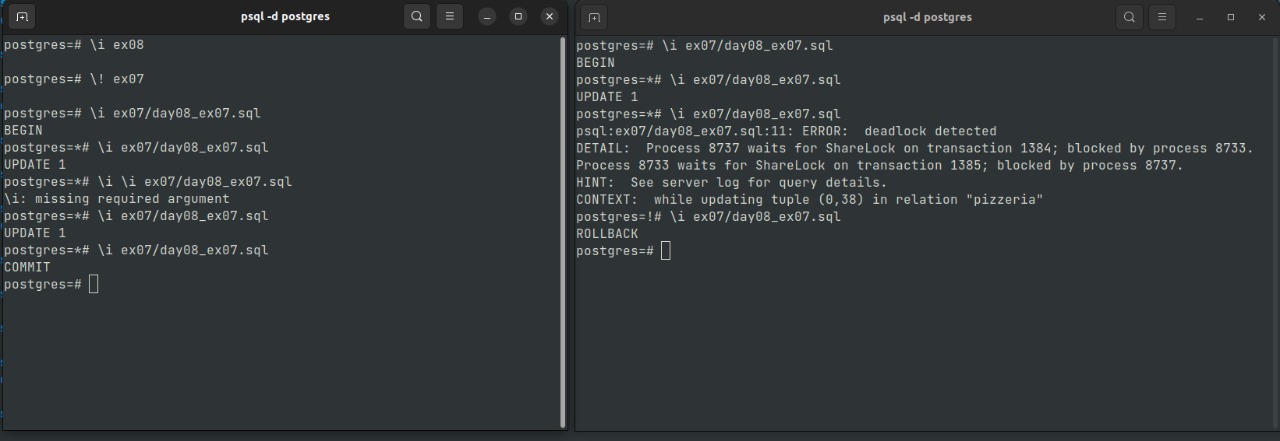 psql -d postgres
postgres=# \i ex08
postgres=# \! ex07
postgres=# \i ex07/day08_ex07.sql
BEGIN
postgres=*# \i ex07/day08_ex07.sql
UPDATE 1
postgres=*# \i \i ex07/day08_ex07.sql
\i: missing required argument
postgres=*# \i ex07/day08_ex07.sql
UPDATE 1
postgres=*# \i ex07/day08_ex07.sql
COMMIT
postgres=#
psql -d postgres
postgres=# \i ex07/day08_ex07.sql
BEGIN
postgres=*# \i ex07/day08_ex07.sql
UPDATE 1
postgres=*# \i ex07/day08_ex07.sql
psql:ex07/day08_ex07.sql:11: ERROR:  deadlock detected
DETAIL:  Process 8737 waits for ShareLock on transaction 1384; blocked by process 8733.
Process 8733 waits for ShareLock on transaction 1385; blocked by process 8737.
HINT:  See server log for query details.
CONTEXT:  while updating tuple (0,38) in relation "pizzeria"
postgres=!# \i ex07/day08_ex07.sql
ROLLBACK
postgres=#